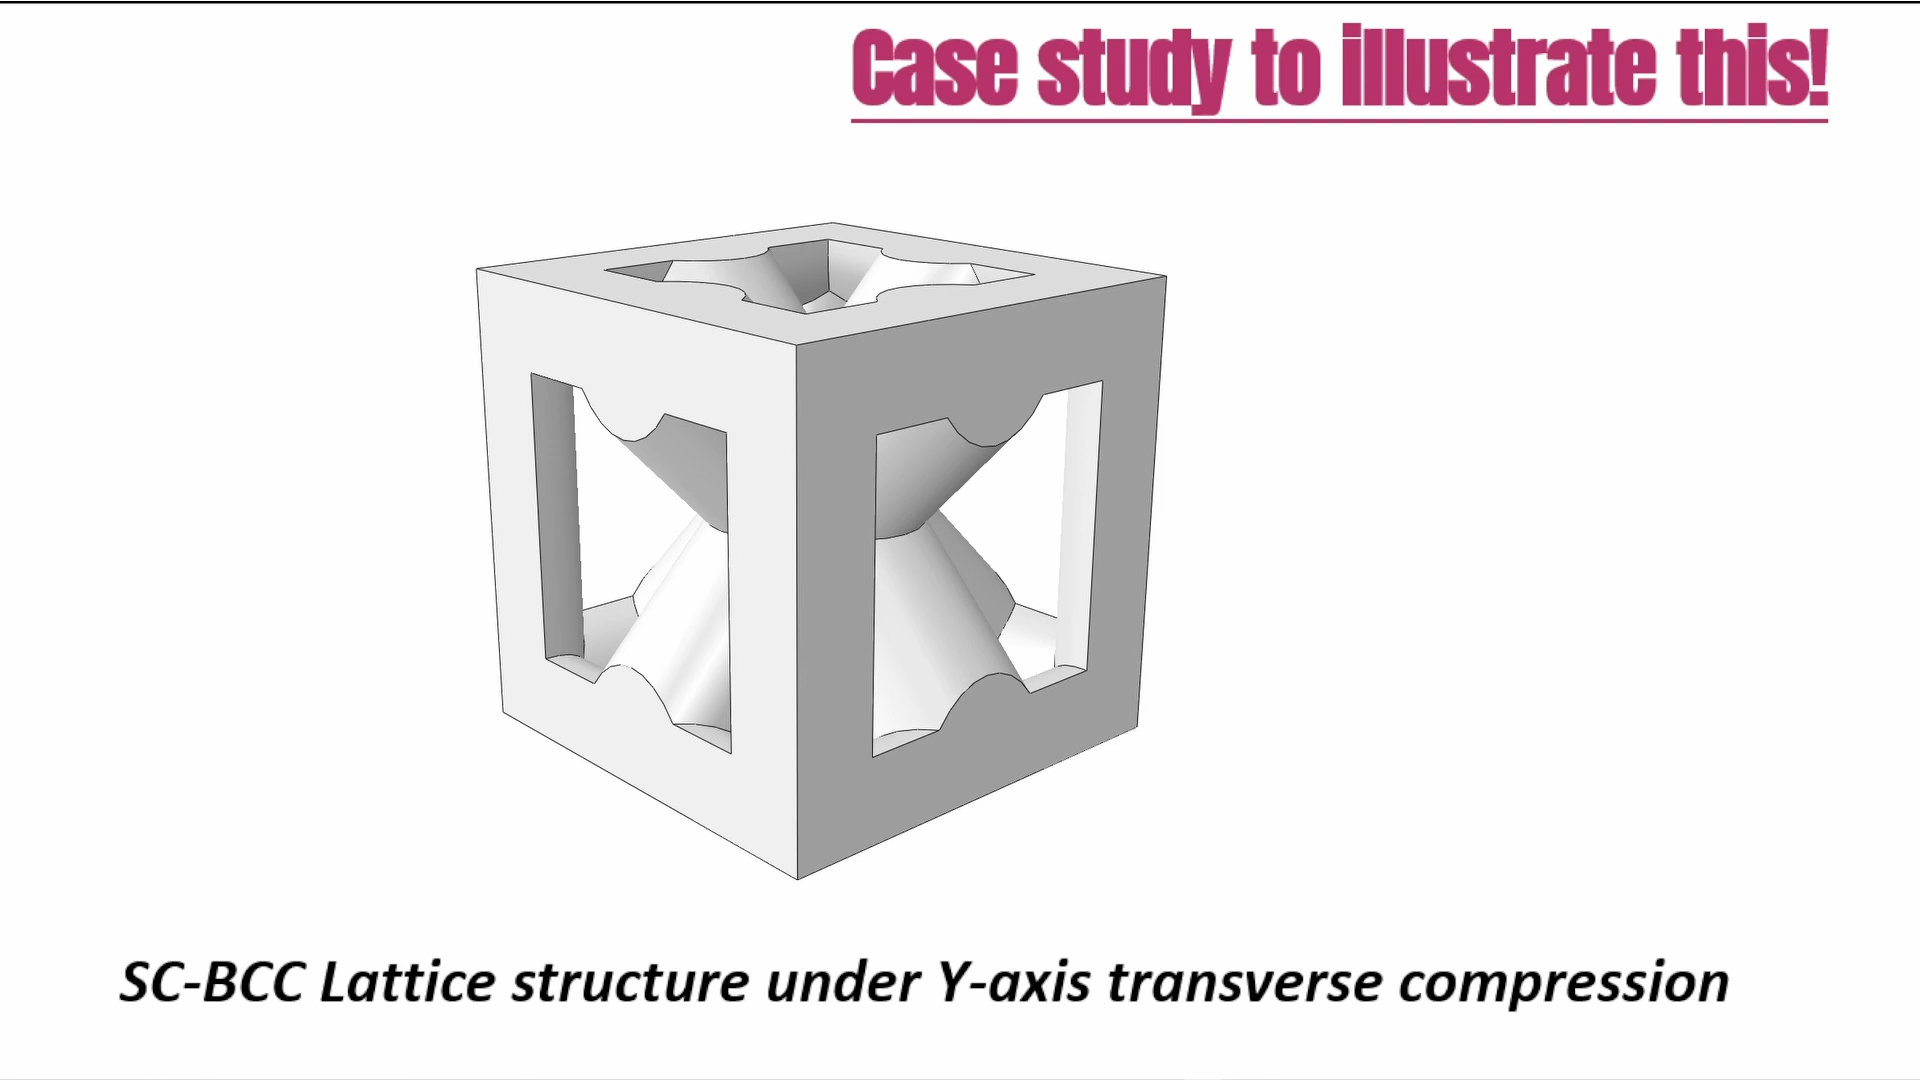 Case study to illustrate this!
SC-BCC Lattice structure under Y-axis transverse compression